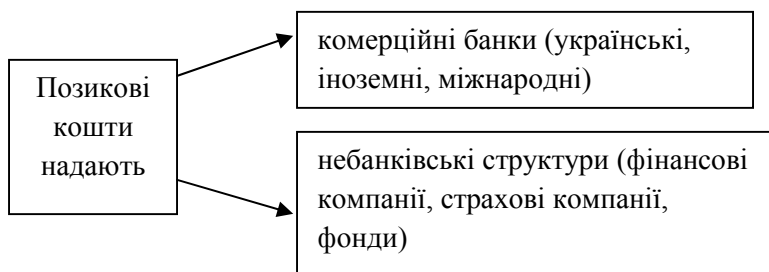 Позикові
кошти
надають
комерційні банки (українські,
іноземні, міжнародні)
небанківські структури (фінансові
компанії, страхові компанії,
фонди)